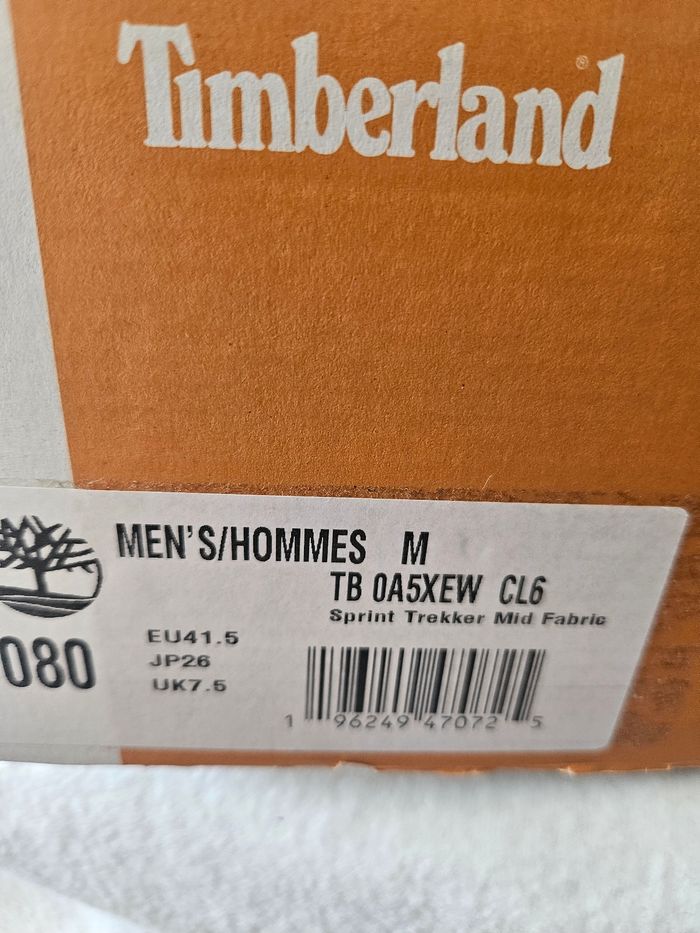 Timberland®
MEN'S/HOMMES M
TB 0A5XEW CL6
Sprint Trekker Mid Fabric
080
EU41.5
JP26
UK7.5
1 96249 47072 5